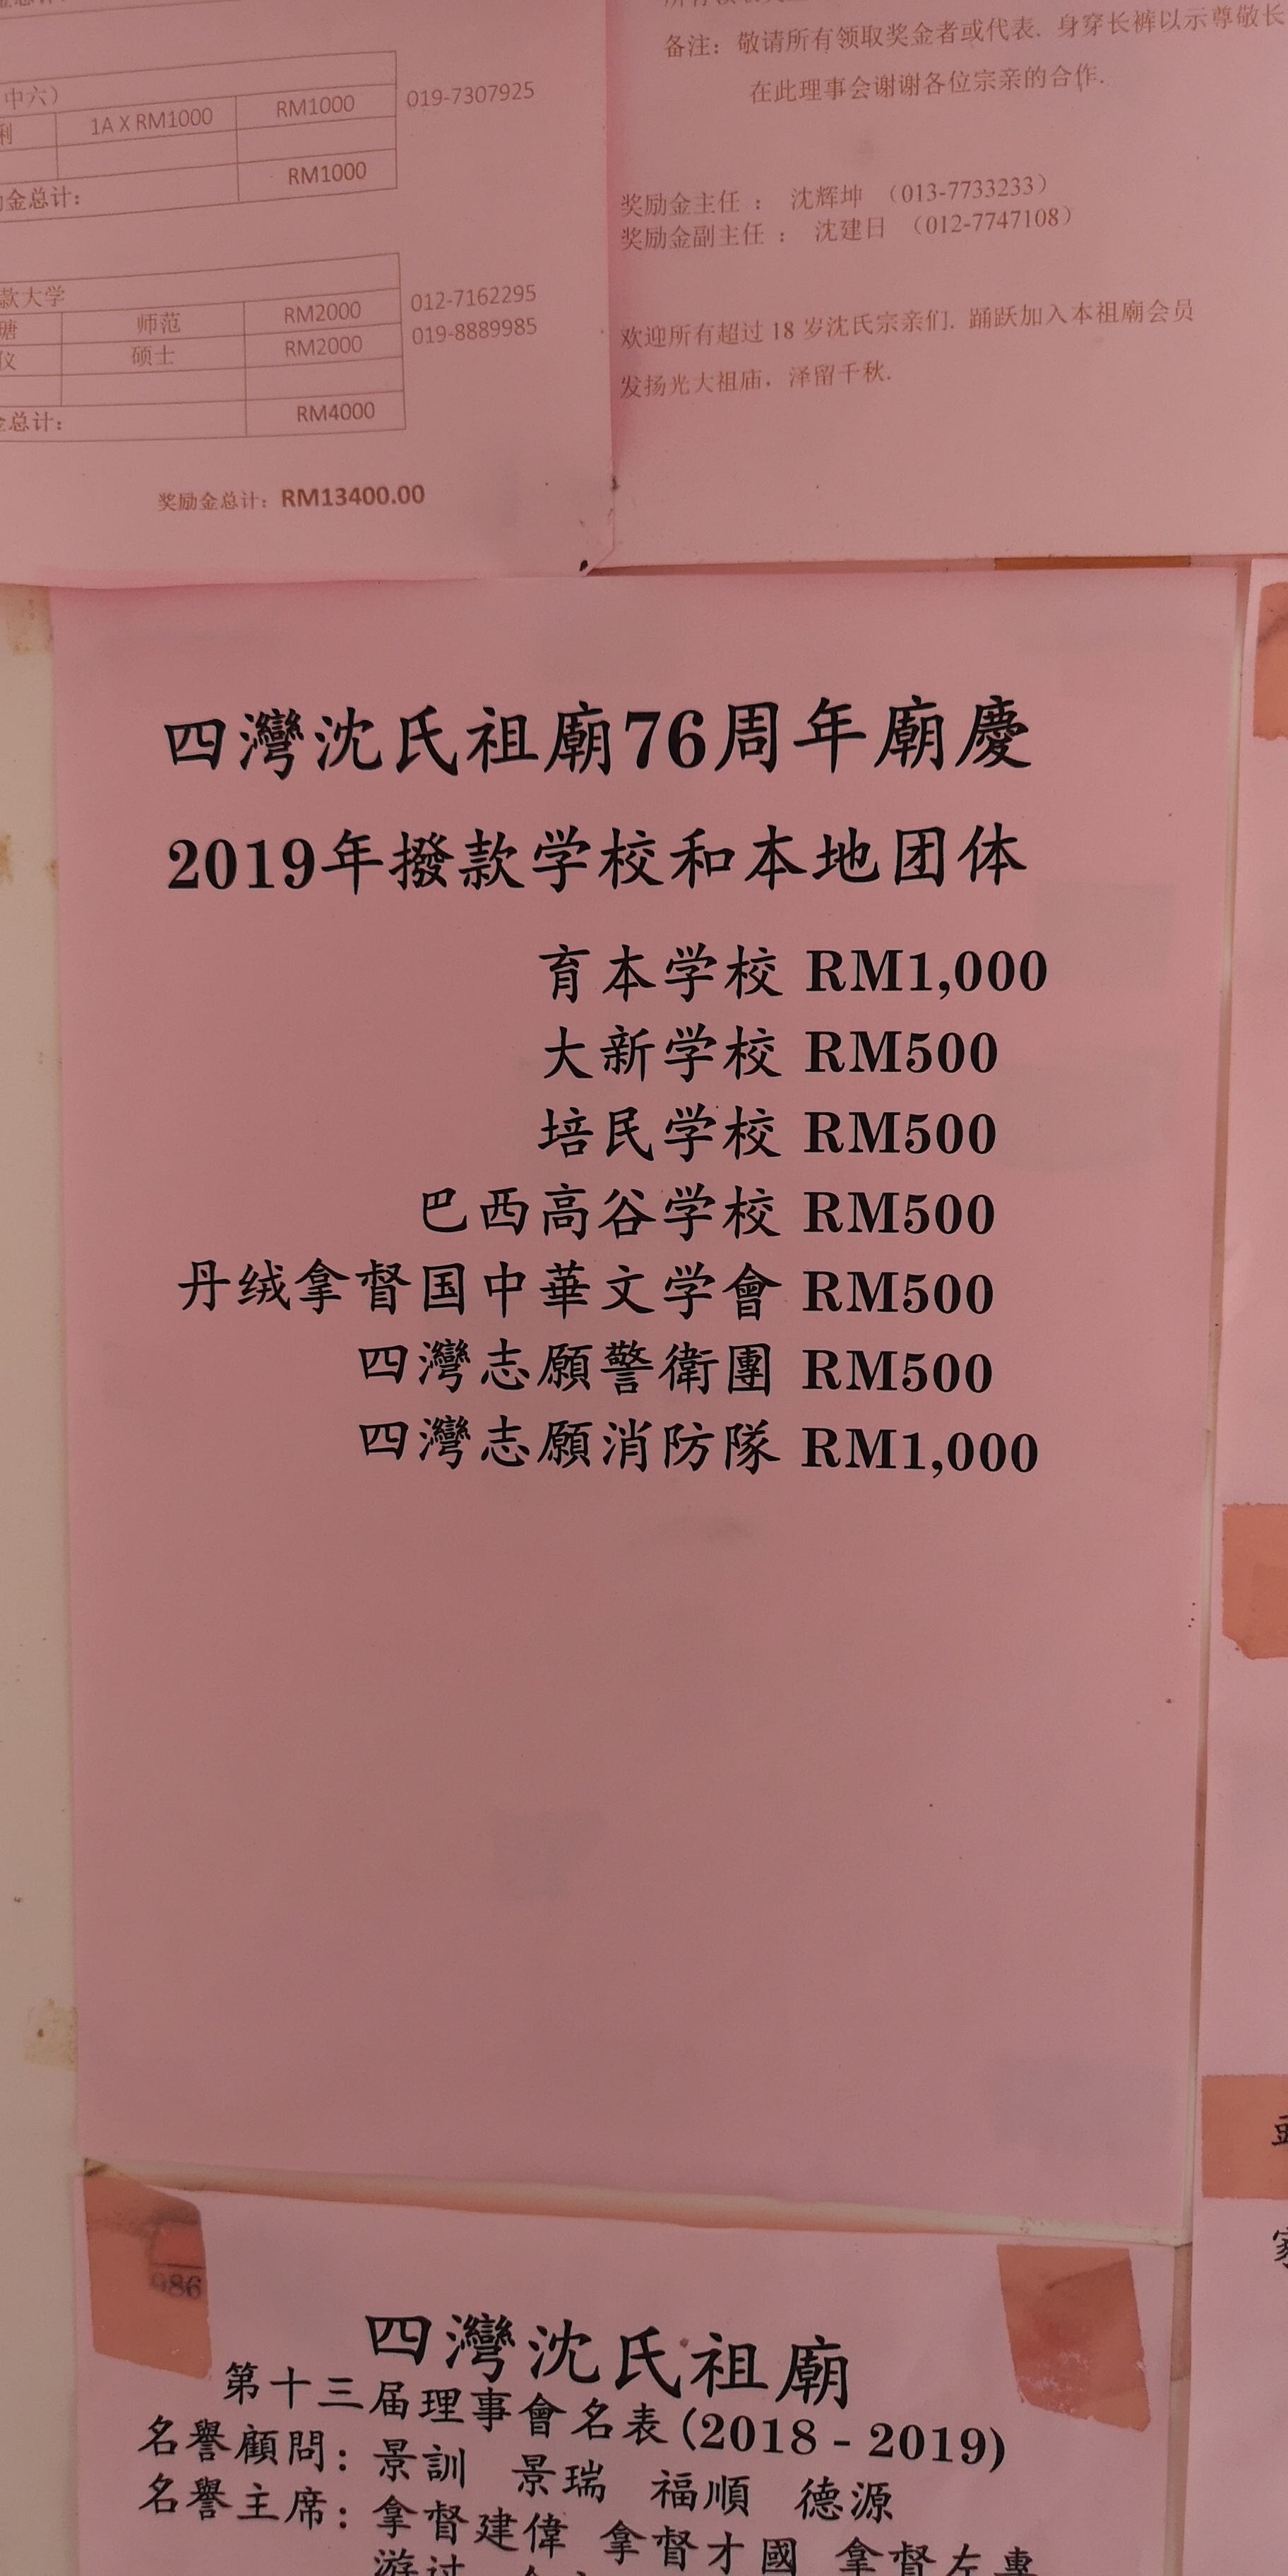 中六）
利 1A X RM1000 RM1000 019-7307925
RM1000
金总计：
款大学
瑭 师范 RM2000 012-7162295
仪 硕士 RM2000 019-8889985
RM4000
总计：
奖励金总计：RM13400.00
备注：敬请所有领取奖金者或代表. 身穿长裤以示尊敬长
在此理事会谢谢各位宗亲的合作.
奖励金主任 ： 沈辉坤 （013-7733233）
奖励金副主任 ： 沈建日 （012-7747108）
欢迎所有超过 18 岁沈氏宗亲们. 踊跃加入本祖廟会员
发扬光大祖庙，泽留千秋.
四灣沈氏祖廟76周年廟慶
2019年撥款学校和本地团体
育本学校 RM1,000
大新学校 RM500
培民学校 RM500
巴西高谷学校 RM500
丹绒拿督国中華文学會 RM500
四灣志願警衛團 RM500
四灣志願消防隊 RM1,000
986
四灣沈氏祖廟
第十三届理事會名表(2018 - 2019)
名譽顧問：景訓 景瑞 福順 德源
名譽主席：拿督建偉 拿督才國 拿督左專